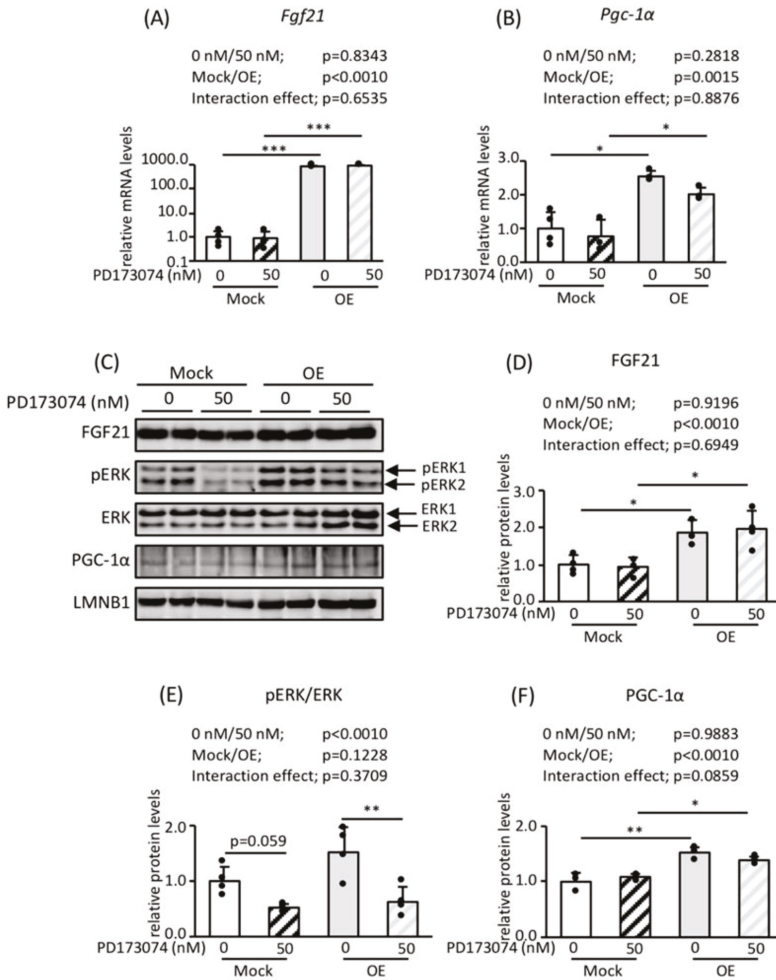 (A)
Fgf21
0 nM/50 nM; p=0.8343
Mock/OE; p<0.0010
Interaction effect; p=0.6535
***
***
relative mRNA levels
1000.0
100.0
10.0
1.0
0.1
PD173074 (nM) 0 50 0 50
Mock OE
(B)
Pgc-1α
0 nM/50 nM; p=0.2818
Mock/OE; p=0.0015
Interaction effect; p=0.8876
*
*
relative mRNA levels
3.0
2.0
1.0
0.0
PD173074 (nM) 0 50 0 50
Mock OE
(C)
Mock OE
PD173074 (nM) 0 50 0 50
FGF21
pERK
pERK1
pERK2
ERK
ERK1
ERK2
PGC-1α
LMNB1
(D)
FGF21
0 nM/50 nM; p=0.9196
Mock/OE; p<0.0010
Interaction effect; p=0.6949
*
*
relative protein levels
3.0
2.0
1.0
0.0
PD173074 (nM) 0 50 0 50
Mock OE
(E)
pERK/ERK
0 nM/50 nM; p<0.0010
Mock/OE; p=0.1228
Interaction effect; p=0.3709
**
p=0.059
relative protein levels
2.0
1.0
0.0
PD173074 (nM) 0 50 0 50
Mock OE
(F)
PGC-1α
0 nM/50 nM; p=0.9883
Mock/OE; p<0.0010
Interaction effect; p=0.0859
*
**
relative protein levels
2.0
1.0
0.0
PD173074 (nM) 0 50 0 50
Mock OE